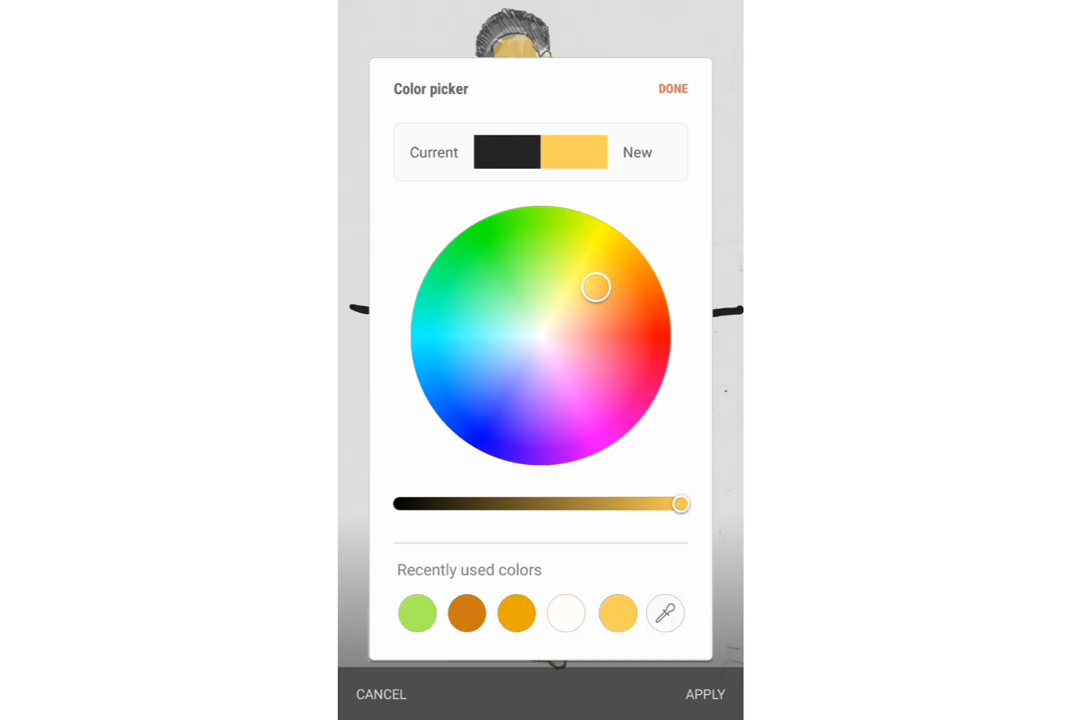 Color picker DONE
Current New
Recently used colors
CANCEL APPLY